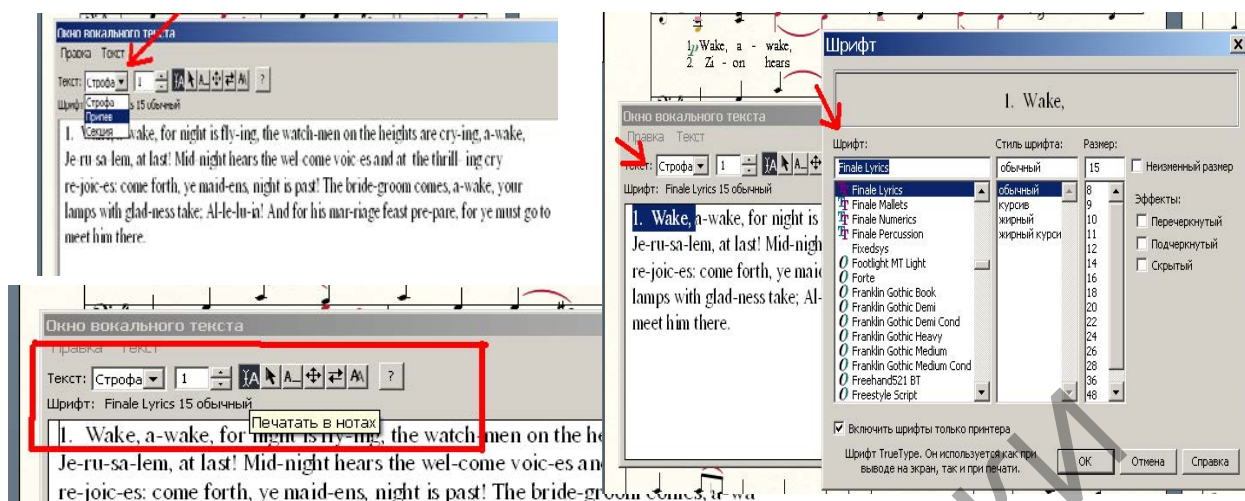 Окно вокального текста
Правка Текст
Текст: Строфа 1 A A_ ?
Шрифт: s 15 обычный
Строфа
Припев
Секция
1. wake, for night is fly-ing, the watch-men on the heights are cry-ing, a-wake,
Je-ru-sa-lem, at last! Mid-night hears the wel-come voic-es and at the thrill-ing cry
re-joic-es: come forth, ye maid-ens, night is past! The bride-groom comes, a-wake, your
lamps with glad-ness take; Al-le-lu-ia! And for his mar-riage feast pre-pare, for ye must go to
meet him there.
Окно вокального текста
Правка Текст
Текст: Строфа 1 A A_ ?
Шрифт: Finale Lyrics 15 обычный
Печатать в нотах
1. Wake, a-wake, for night is fly-ing, the watch-men on the he
Je-ru-sa-lem, at last! Mid-night hears the wel-come voic-es an
re-joic-es: come forth, ye maid-ens, night is past! The bride-groom comes, a-wa
1. Wake, a - wake,
2. Zi - on hears
Окно вокального текста
Правка Текст
Текст: Строфа 1 A A_
Шрифт: Finale Lyrics 15 обычный
1. Wake, a-wake, for night is
Je-ru-sa-lem, at last! Mid-nigh
re-joic-es: come forth, ye maid
lamps with glad-ness take; Al-
meet him there.
Шрифт X
1. Wake,
Шрифт: Стиль шрифта: Размер:
Finale Lyrics обычный 15 Неизменный размер
Finale Lyrics обычный 8
Finale Mallets курсив 9
Finale Numerics жирный 10
Finale Percussion жирный курси 11
Fixedsys 12
Footlight MT Light 14
Forte 16
Franklin Gothic Book 18
Franklin Gothic Demi 20
Franklin Gothic Demi Cond 22
Franklin Gothic Heavy 24
Franklin Gothic Medium 26
Franklin Gothic Medium Cond 28
Freehand521 BT 36
Freestyle Script 48
Эффекты:
Перечеркнутый
Подчеркнутый
Скрытый
Включить шрифты только принтера
Шрифт TrueType. Он используется как при
выводе на экран, так и при печати.
OK Отмена Справка